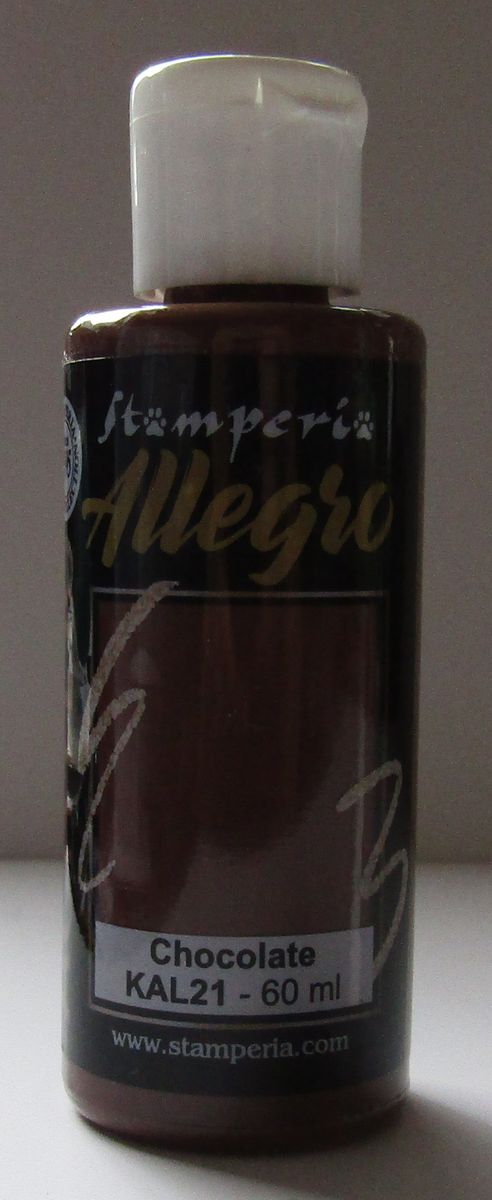 Stamperia
Allegro
Chocolate
KAL21 - 60 ml
www.stamperia.com